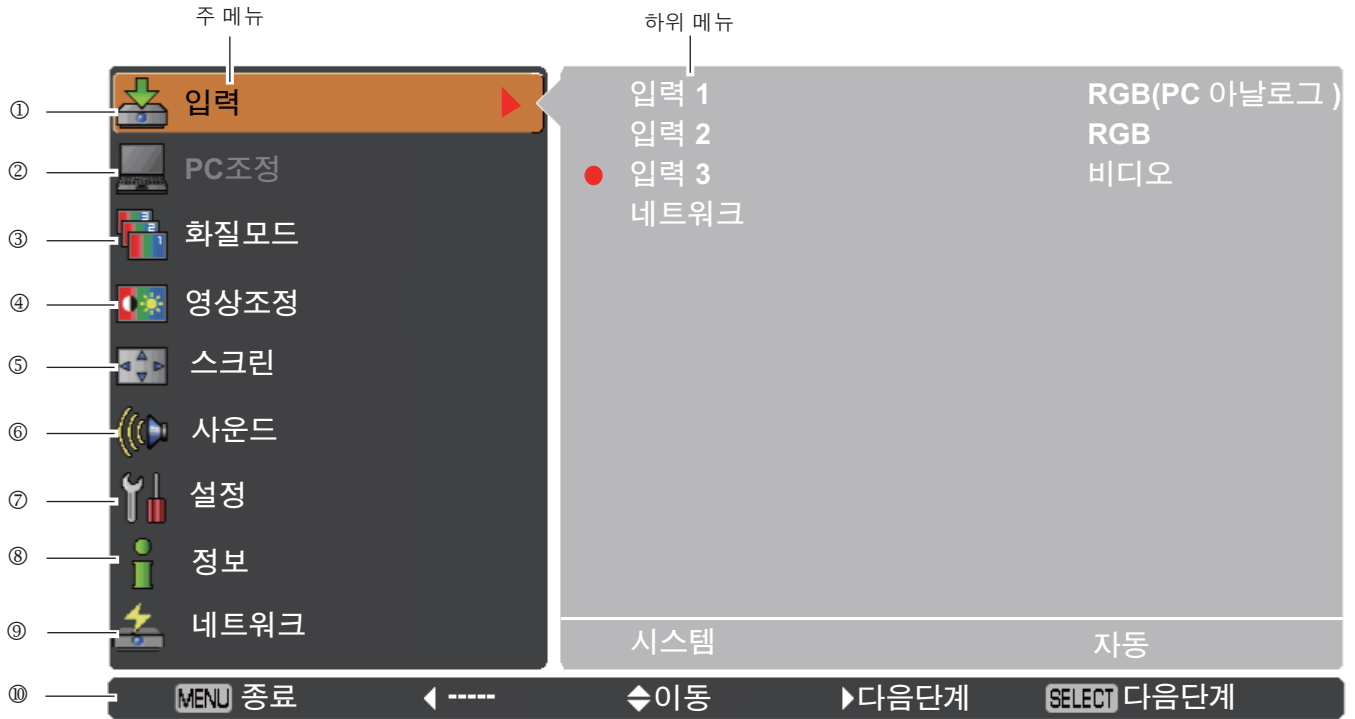 주 메뉴
하위 메뉴
① 입력
② PC조정
③ 화질모드
④ 영상조정
⑤ 스크린
⑥ 사운드
⑦ 설정
⑧ 정보
⑨ 네트워크
입력 1 RGB(PC 아날로그 )
입력 2 RGB
입력 3 비디오
네트워크
시스템 자동
⑩ MENU 종료 ----- 이동 다음단계 SELECT 다음단계